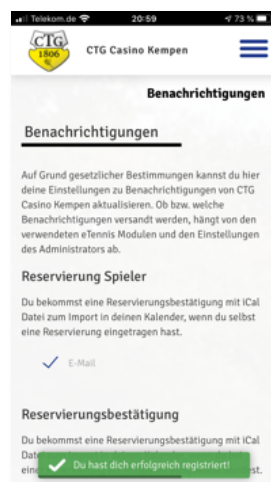 Telekom.de
20:59
73 %
CTG
1806
CTG Casino Kempen
Benachrichtigungen
Benachrichtigungen
Auf Grund gesetzlicher Bestimmungen kannst du hier
deine Einstellungen zu Benachrichtigungen von CTG
Casino Kempen aktualisieren. Ob bzw. welche
Benachrichtigungen versandt werden, hängt von den
verwendeten eTennis Modulen und den Einstellungen
des Administrators ab.
Reservierung Spieler
Du bekommst eine Reservierungsbestätigung mit iCal
Datei zum Import in deinen Kalender, wenn du selbst
eine Reservierung eingetragen hast.
E-Mail
Reservierungsbestätigung
Du bekommst eine Reservierungsbestätigung mit iCal
Du hast dich erfolgreich registriert!